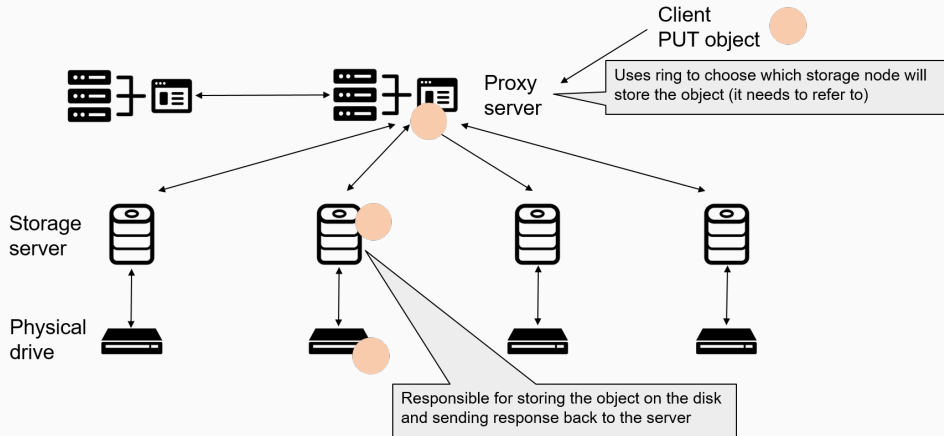 Client
PUT object
Proxy
server
Uses ring to choose which storage node will
store the object (it needs to refer to)
Storage
server
Physical
drive
Responsible for storing the object on the disk
and sending response back to the server